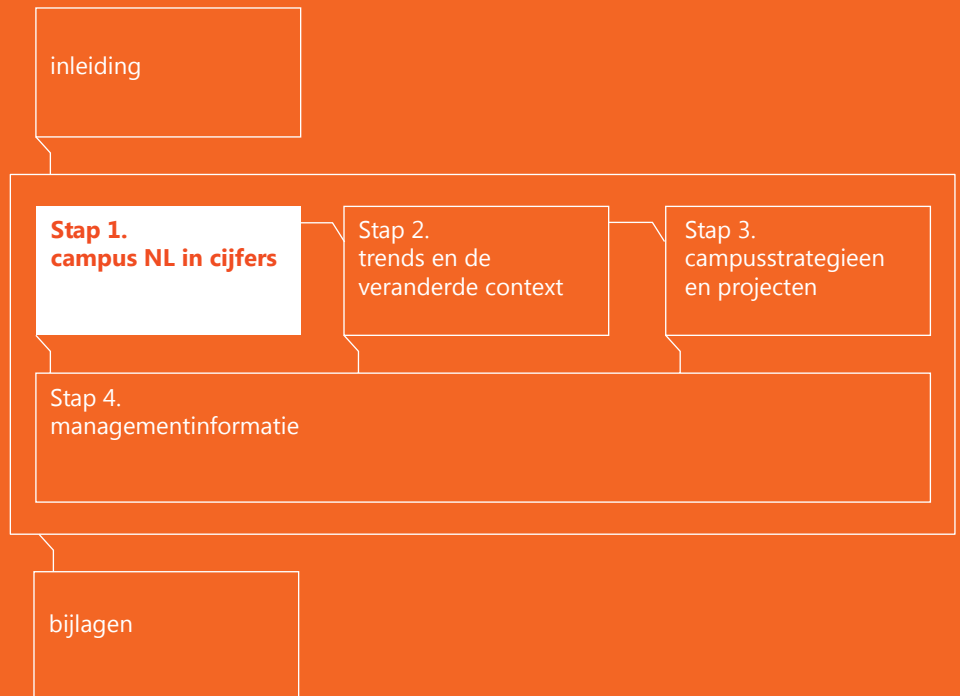 inleiding
Stap 1.
campus NL in cijfers
Stap 2.
trends en de
veranderde context
Stap 3.
campusstrategieen
en projecten
Stap 4.
managementinformatie
bijlagen